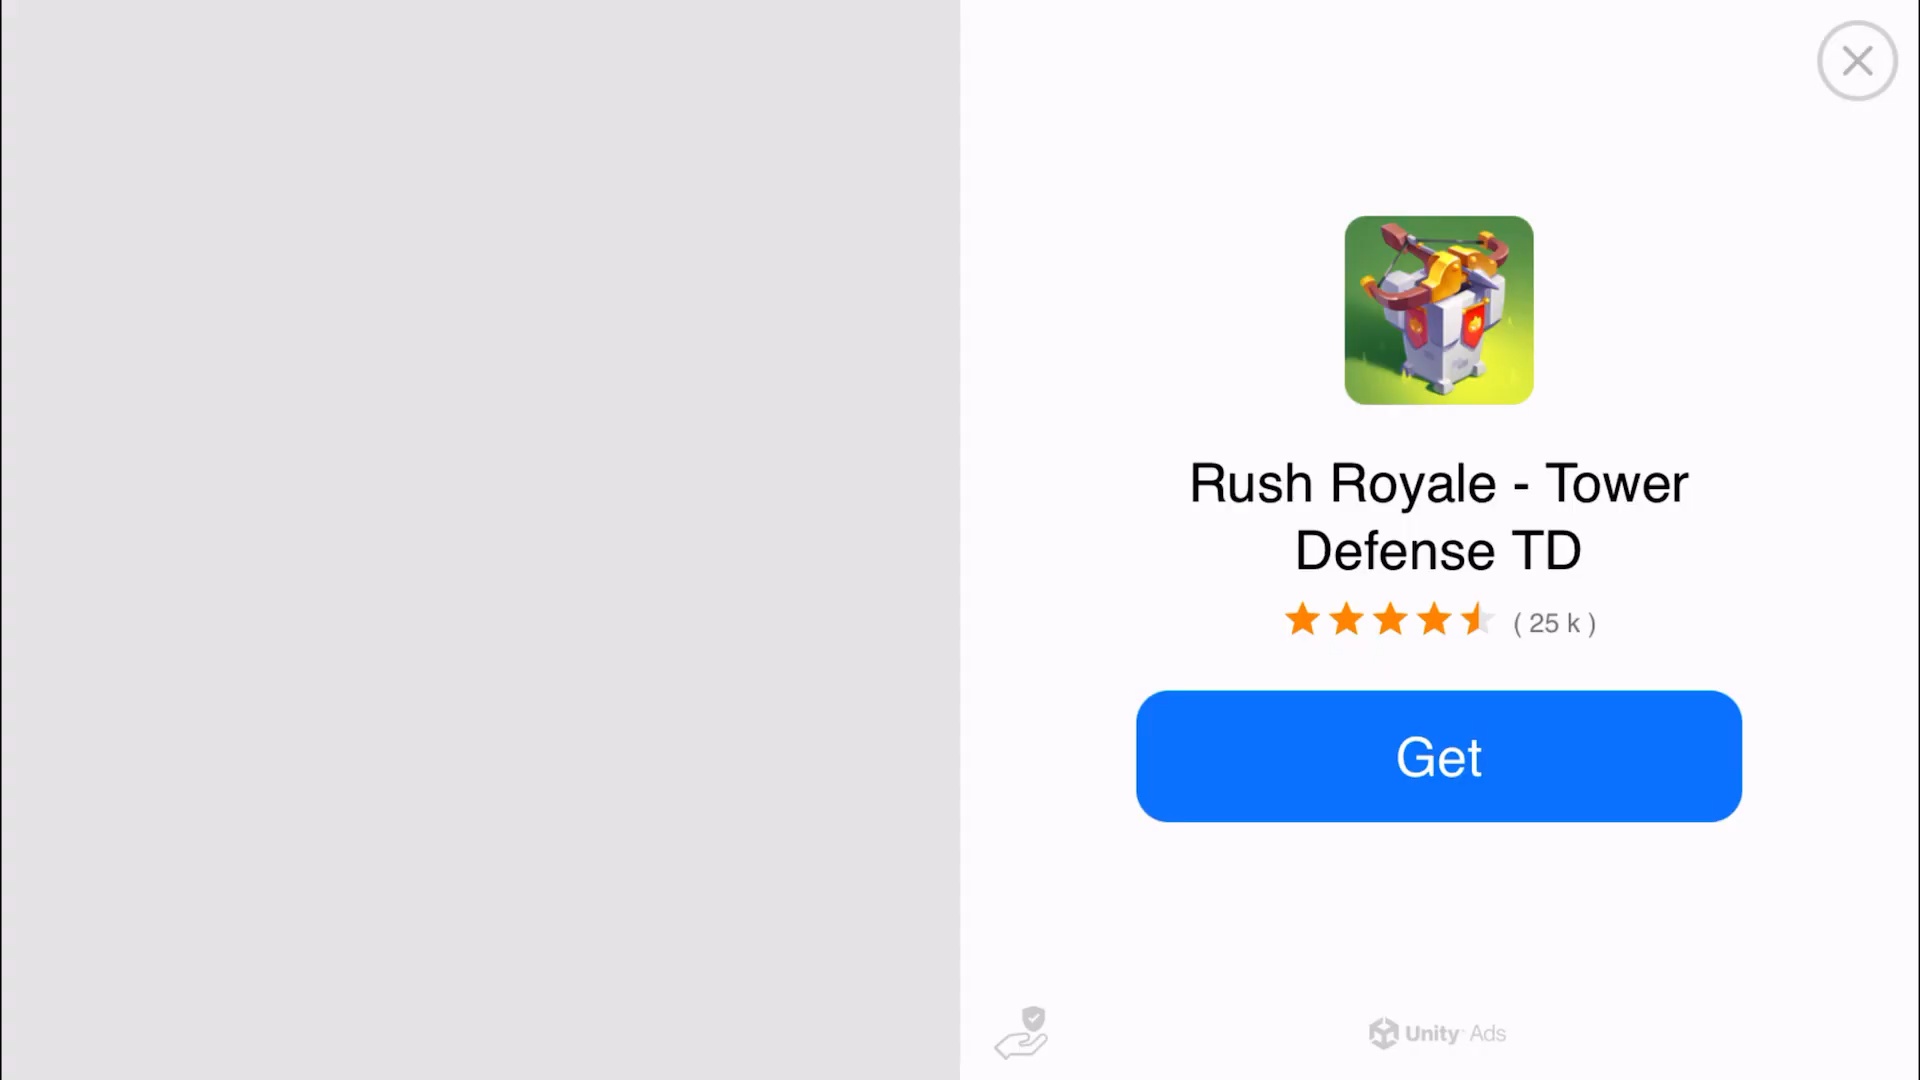 Rush Royale - Tower
Defense TD
( 25 k )
Get
Unity Ads